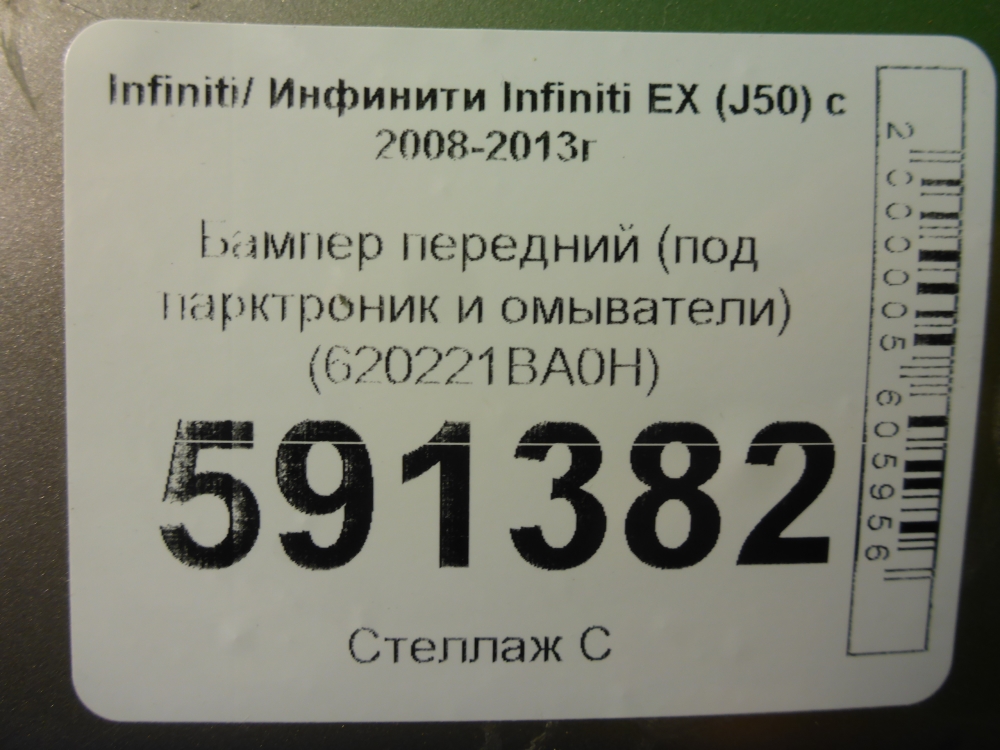 Infiniti/ Инфинити Infiniti EX (J50) с
2008-2013г
Бампер передний (под
парктроник и омыватели)
(620221BA0H)
591382
Стеллаж С
2000005605956